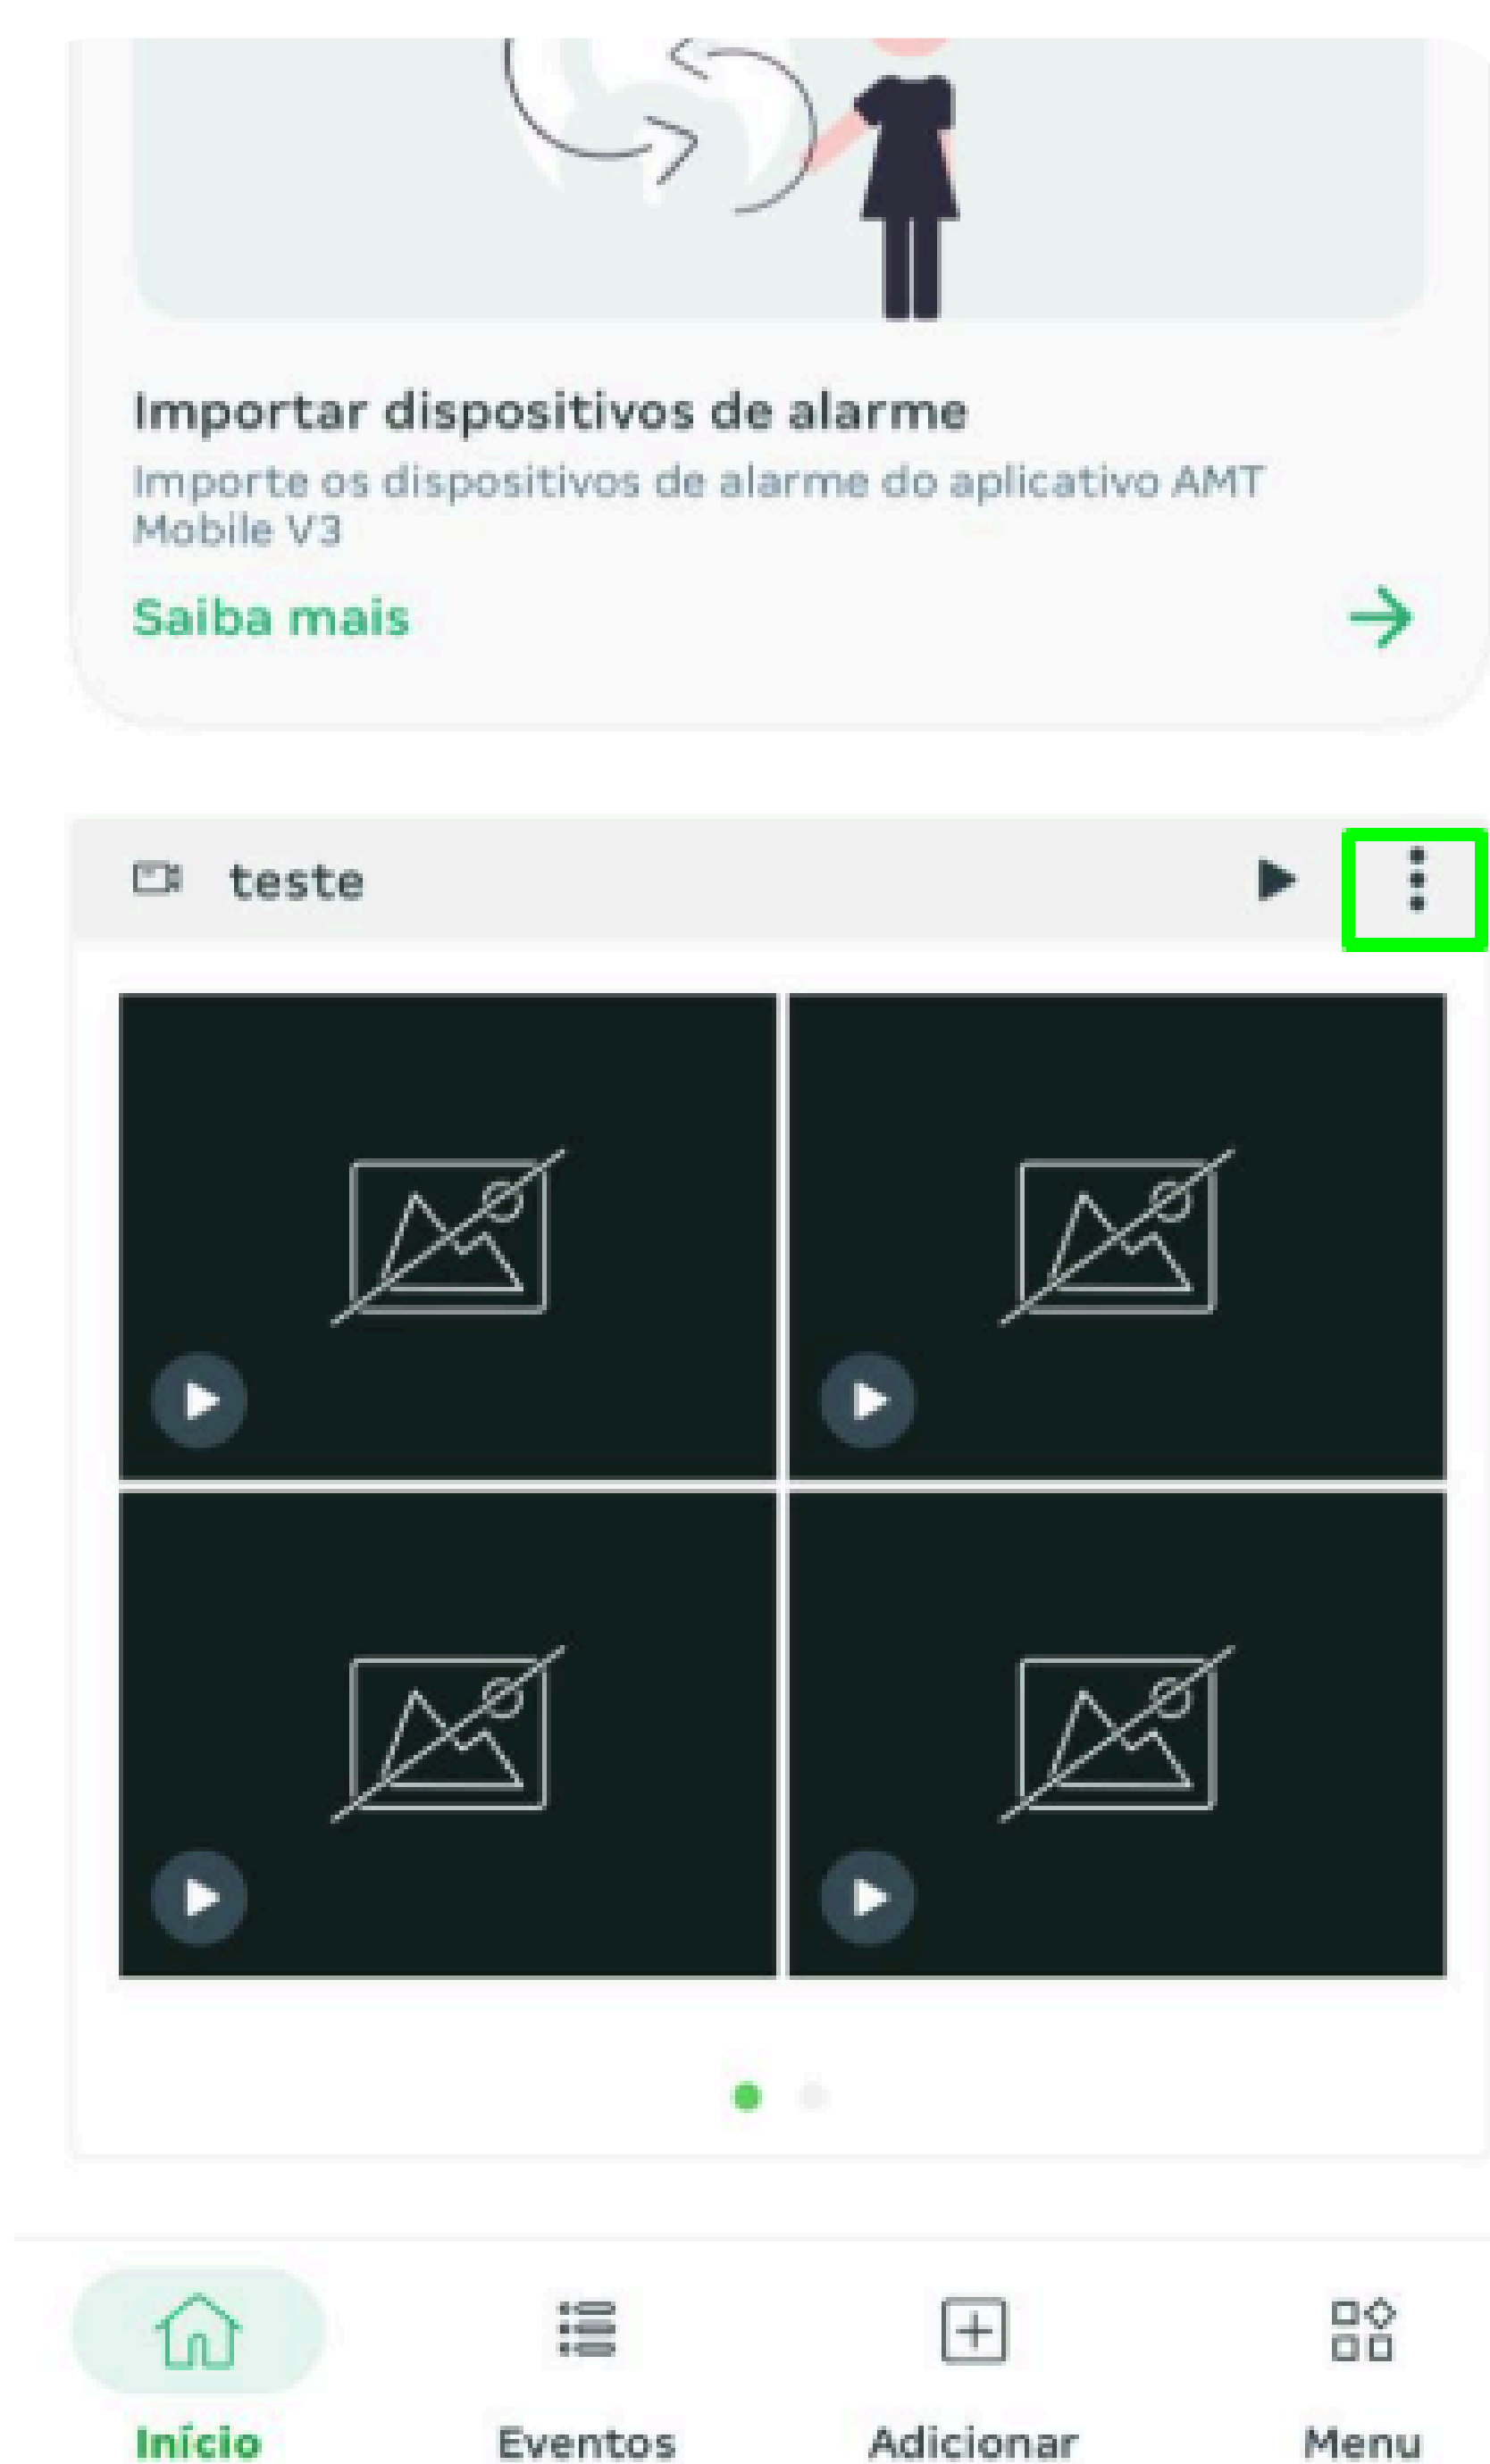 Importar dispositivos de alarme
Importe os dispositivos de alarme do aplicativo AMT
Mobile V3
Saiba mais
teste
Início
Eventos
Adicionar
Menu